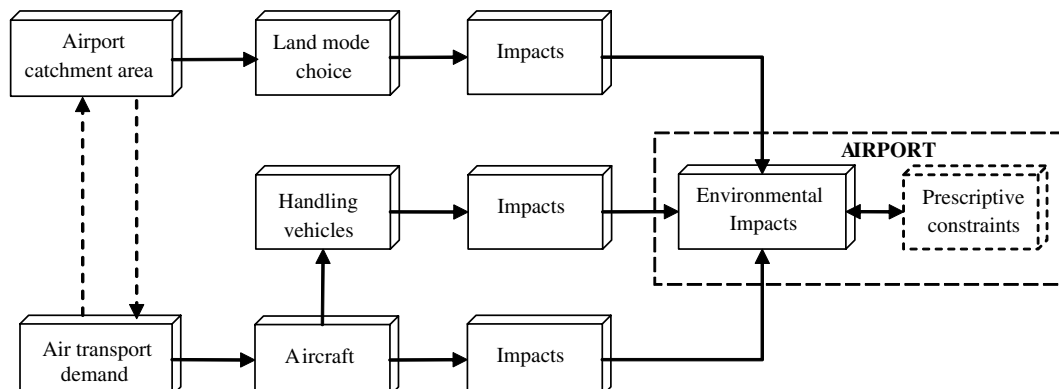 Airport
catchment area
Land mode
choice
Impacts
AIRPORT
Handling
vehicles
Impacts
Environmental
Impacts
Prescriptive
constraints
Air transport
demand
Aircraft
Impacts